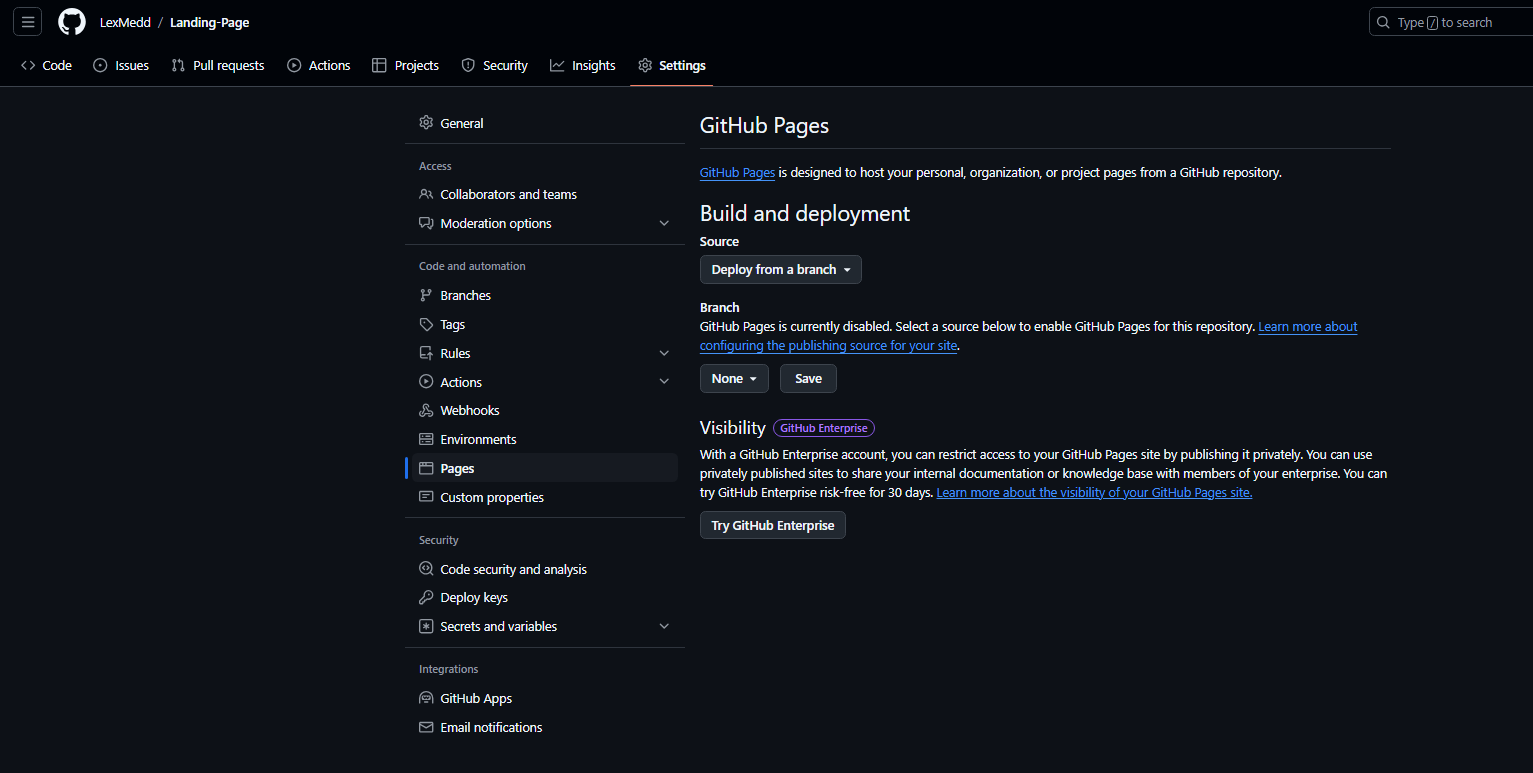 LexMedd / Landing-Page
Type / to search
Code Issues Pull requests Actions Projects Security Insights Settings
General
Access
Collaborators and teams
Moderation options
Code and automation
Branches
Tags
Rules
Actions
Webhooks
Environments
Pages
Custom properties
Security
Code security and analysis
Deploy keys
Secrets and variables
Integrations
GitHub Apps
Email notifications
GitHub Pages
GitHub Pages is designed to host your personal, organization, or project pages from a GitHub repository.
Build and deployment
Source
Deploy from a branch
Branch
GitHub Pages is currently disabled. Select a source below to enable GitHub Pages for this repository. Learn more about
configuring the publishing source for your site.
None Save
Visibility GitHub Enterprise
With a GitHub Enterprise account, you can restrict access to your GitHub Pages site by publishing it privately. You can use
privately published sites to share your internal documentation or knowledge base with members of your enterprise. You can
try GitHub Enterprise risk-free for 30 days. Learn more about the visibility of your GitHub Pages site.
Try GitHub Enterprise